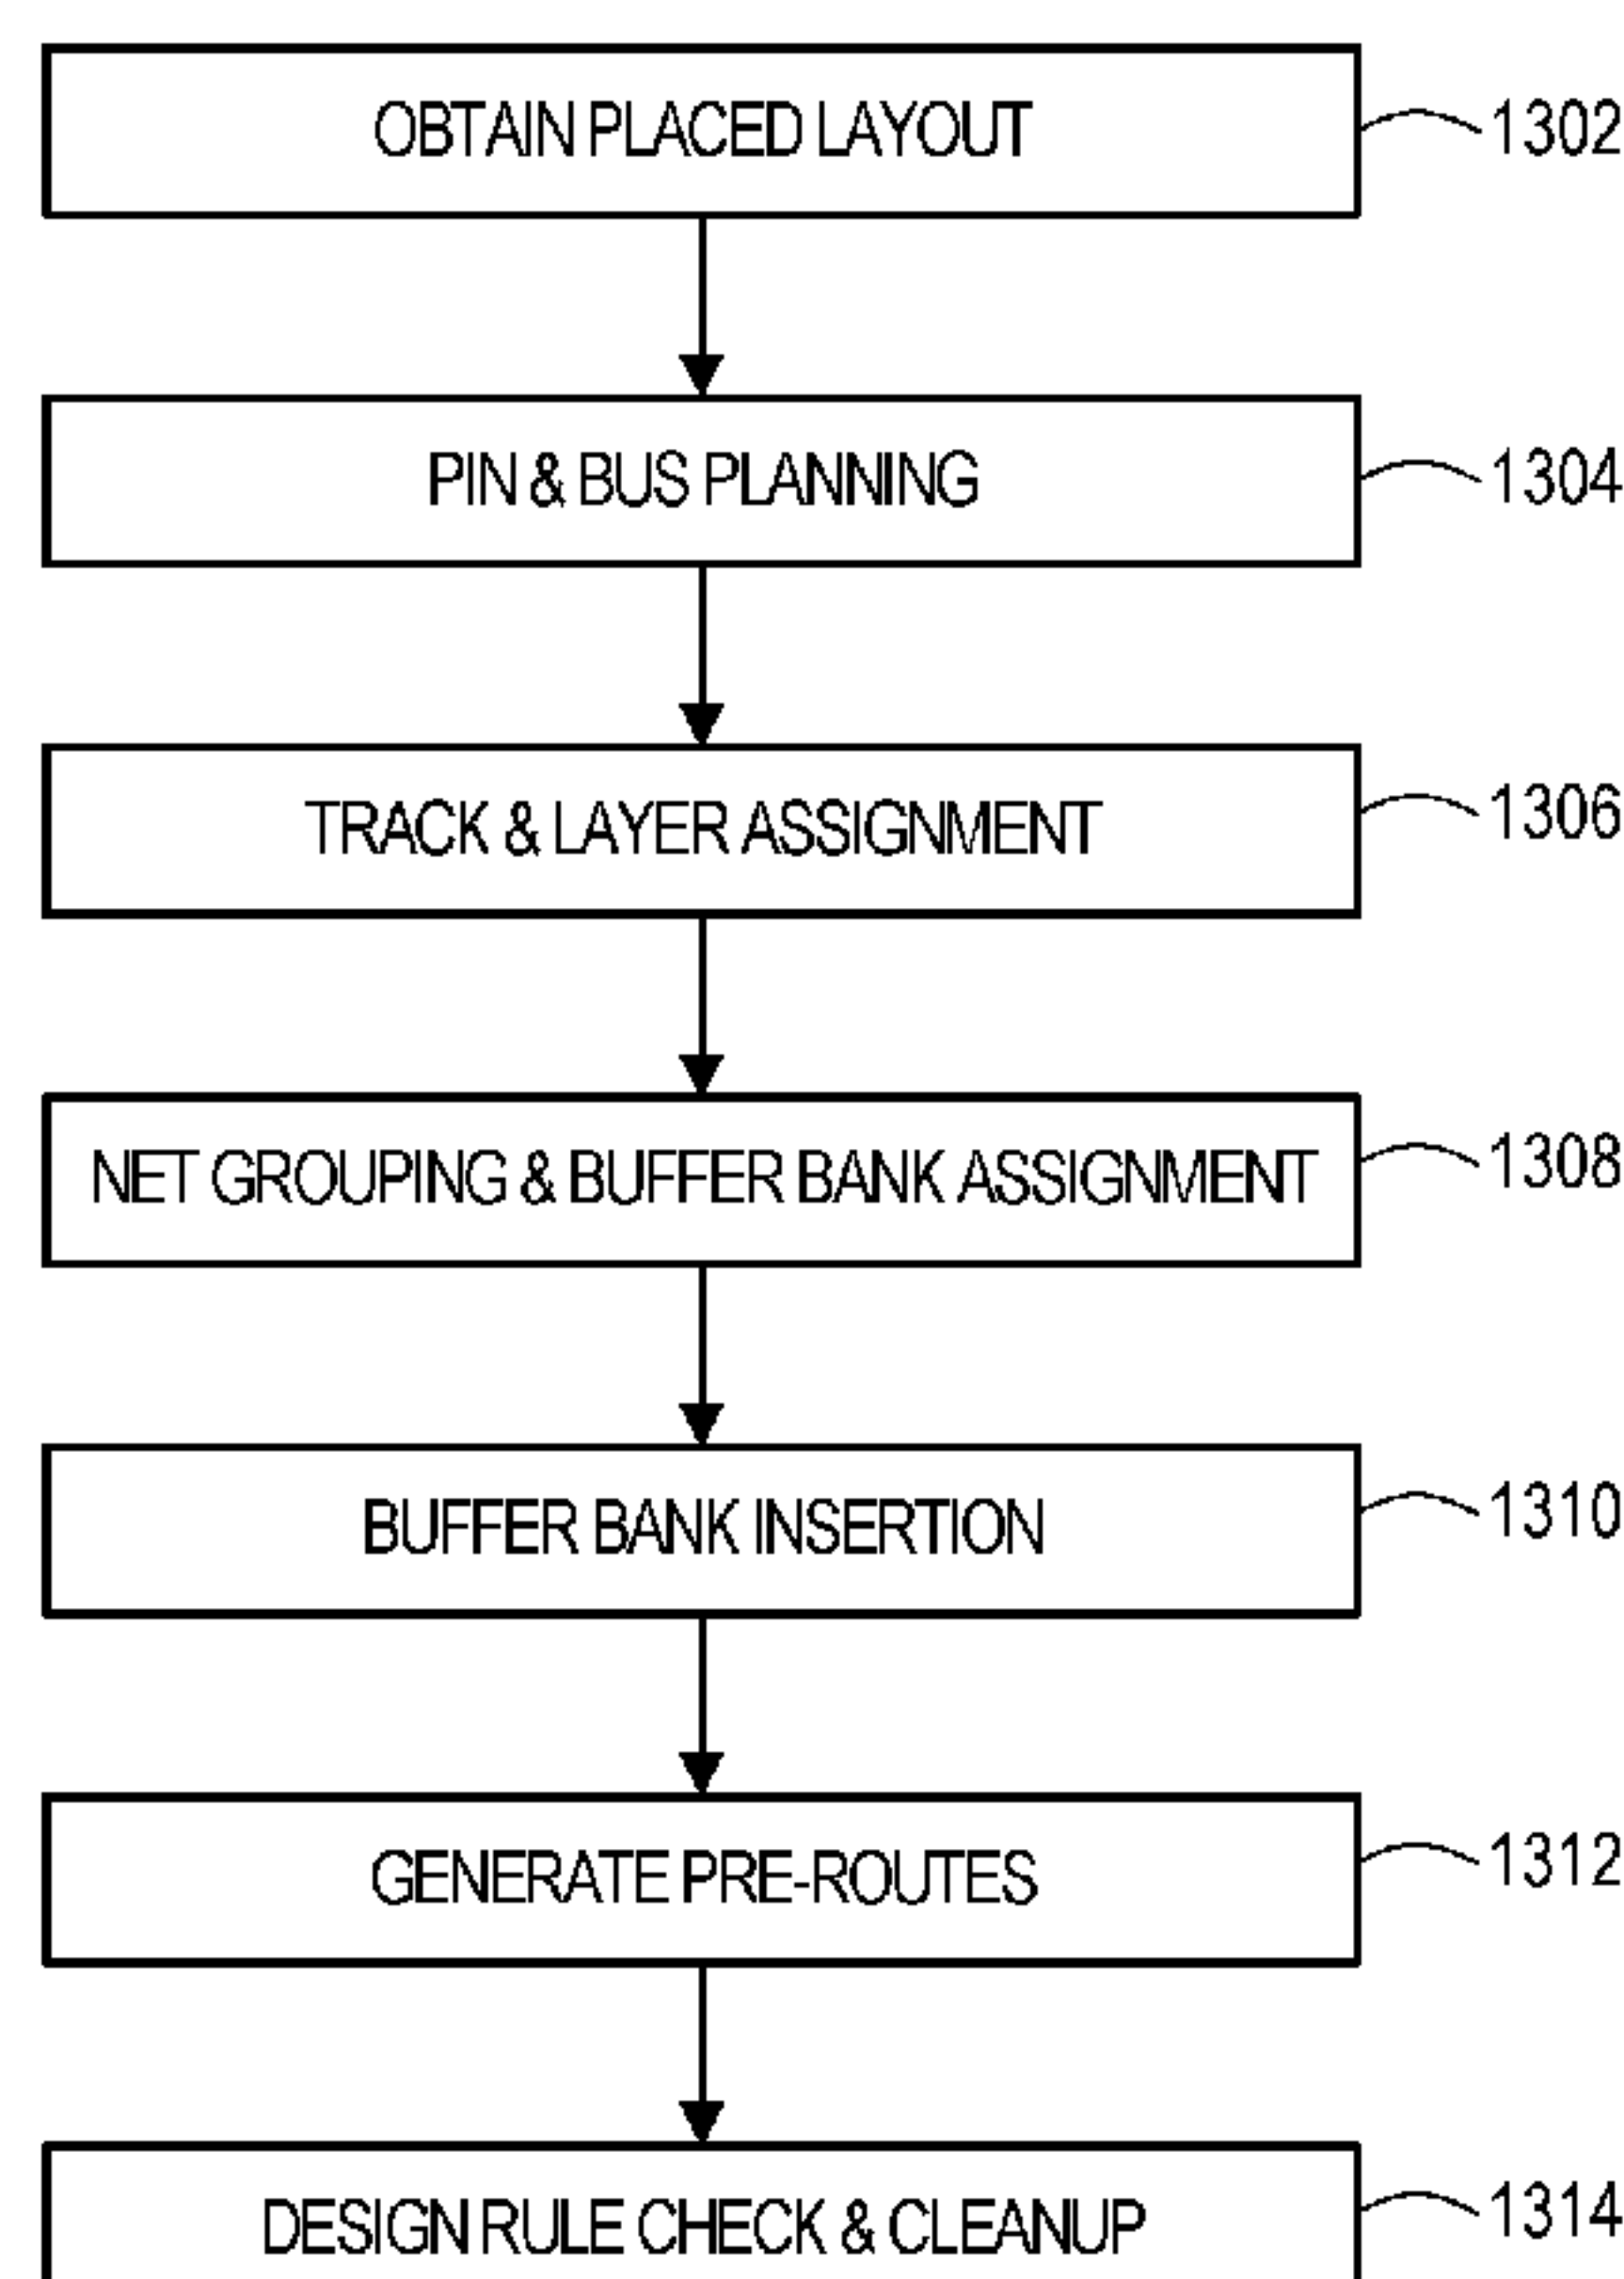 OBTAIN PLACED LAYOUT 1302
PIN & BUS PLANNING 1304
TRACK & LAYER ASSIGNMENT 1306
NET GROUPING & BUFFER BANK ASSIGNMENT 1308
BUFFER BANK INSERTION 1310
GENERATE PRE-ROUTES 1312
DESIGN RULE CHECK & CLEANUP 1314